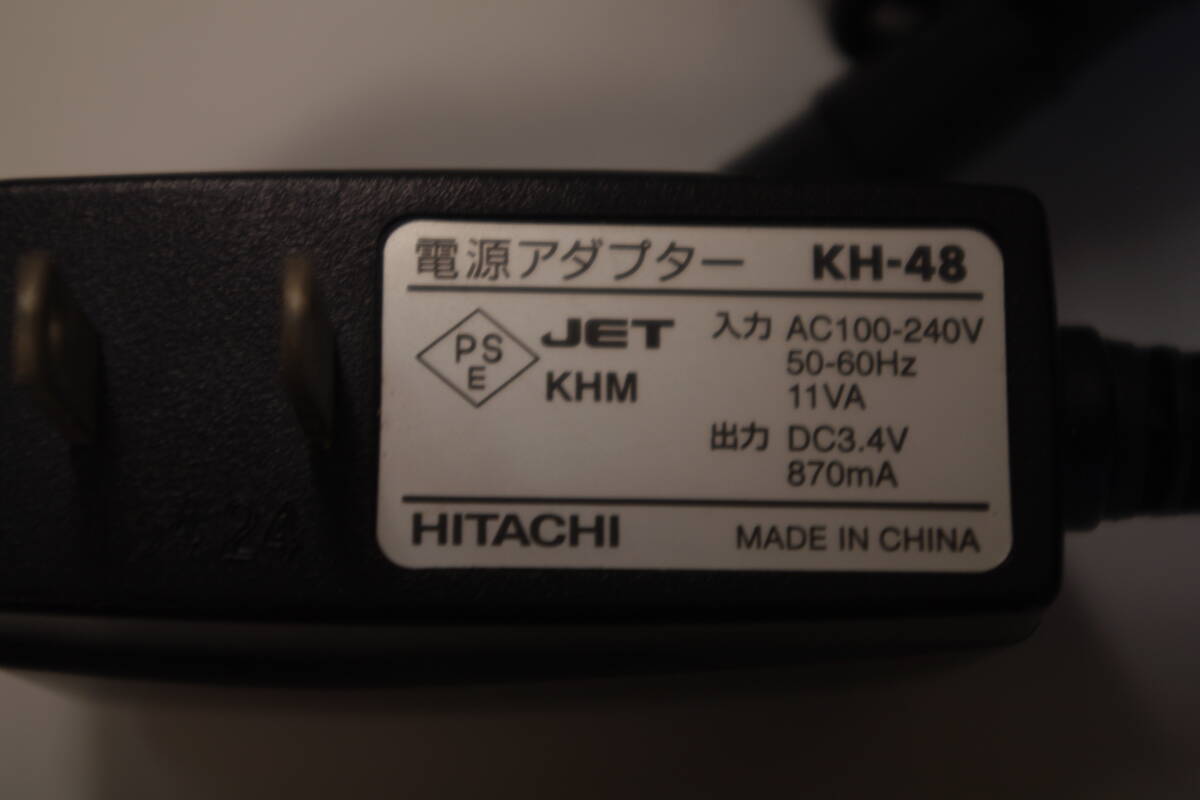 電源アダプター KH-48
PS
E
JET
KHM
入力 AC100-240V
50-60Hz
11VA
出力 DC3.4V
870mA
HITACHI MADE IN CHINA